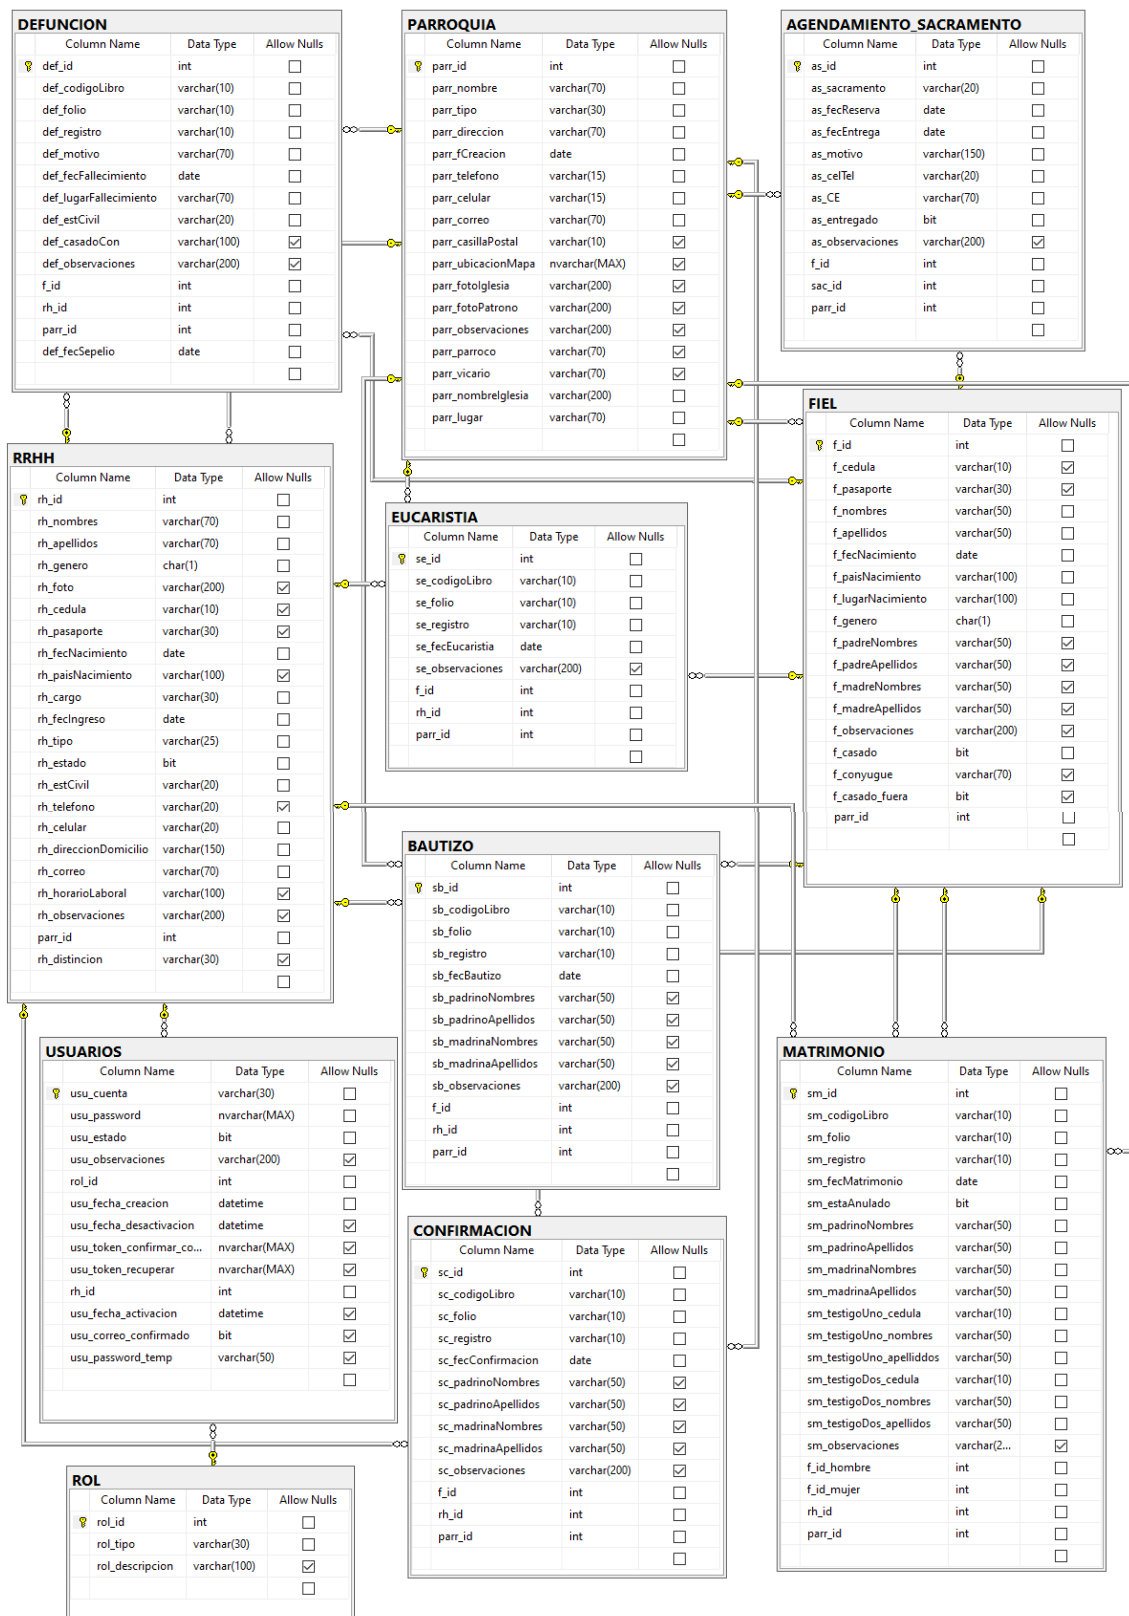 DEFUNCION
Column Name Data Type Allow Nulls
def_id int
def_codigoLibro varchar(10)
def_folio varchar(10)
def_registro varchar(10)
def_motivo varchar(70)
def_fecFallecimiento date
def_lugarFallecimiento varchar(70)
def_estCivil varchar(20)
def_casadoCon varchar(100)
def_observaciones varchar(200)
f_id int
rh_id int
parr_id int
def_fecSepelio date
PARROQUIA
Column Name Data Type Allow Nulls
parr_id int
parr_nombre varchar(70)
parr_tipo varchar(30)
parr_direccion varchar(70)
parr_fCreacion date
parr_telefono varchar(15)
parr_celular varchar(15)
parr_correo varchar(70)
parr_casillaPostal varchar(10)
parr_ubicacionMapa nvarchar(MAX)
parr_fotoIglesia varchar(200)
parr_fotoPatrono varchar(200)
parr_observaciones varchar(200)
parr_parroco varchar(70)
parr_vicario varchar(70)
parr_nombreIglesia varchar(200)
parr_lugar varchar(70)
AGENDAMIENTO_SACRAMENTO
Column Name Data Type Allow Nulls
as_id int
as_sacramento varchar(20)
as_fecReserva date
as_fecEntrega date
as_motivo varchar(150)
as_celTel varchar(20)
as_CE varchar(70)
as_entregado bit
as_observaciones varchar(200)
f_id int
sac_id int
parr_id int
RRHH
Column Name Data Type Allow Nulls
rh_id int
rh_nombres varchar(70)
rh_apellidos varchar(70)
rh_genero char(1)
rh_foto varchar(200)
rh_cedula varchar(10)
rh_pasaporte varchar(30)
rh_fecNacimiento date
rh_paisNacimiento varchar(100)
rh_cargo varchar(30)
rh_fecIngreso date
rh_tipo varchar(25)
rh_estado bit
rh_estCivil varchar(20)
rh_telefono varchar(20)
rh_celular varchar(20)
rh_direccionDomicilio varchar(150)
rh_correo varchar(70)
rh_horarioLaboral varchar(100)
rh_observaciones varchar(200)
parr_id int
rh_distincion varchar(30)
EUCARISTIA
Column Name Data Type Allow Nulls
se_id int
se_codigoLibro varchar(10)
se_folio varchar(10)
se_registro varchar(10)
se_fecEucaristia date
se_observaciones varchar(200)
f_id int
rh_id int
parr_id int
FIEL
Column Name Data Type Allow Nulls
f_id int
f_cedula varchar(10)
f_pasaporte varchar(30)
f_nombres varchar(50)
f_apellidos varchar(50)
f_fecNacimiento date
f_paisNacimiento varchar(100)
f_lugarNacimiento varchar(100)
f_genero char(1)
f_padreNombres varchar(50)
f_padreApellidos varchar(50)
f_madreNombres varchar(50)
f_madreApellidos varchar(50)
f_observaciones varchar(200)
f_casado bit
f_conyugue varchar(70)
f_casado_fuera bit
parr_id int
BAUTIZO
Column Name Data Type Allow Nulls
sb_id int
sb_codigoLibro varchar(10)
sb_folio varchar(10)
sb_registro varchar(10)
sb_fecBautizo date
sb_padrinoNombres varchar(50)
sb_padrinoApellidos varchar(50)
sb_madrinaNombres varchar(50)
sb_madrinaApellidos varchar(50)
sb_observaciones varchar(200)
f_id int
rh_id int
parr_id int
USUARIOS
Column Name Data Type Allow Nulls
usu_cuenta varchar(30)
usu_password nvarchar(MAX)
usu_estado bit
usu_observaciones varchar(200)
rol_id int
usu_fecha_creacion datetime
usu_fecha_desactivacion datetime
usu_token_confirmar_co... nvarchar(MAX)
usu_token_recuperar nvarchar(MAX)
rh_id int
usu_fecha_activacion datetime
usu_correo_confirmado bit
usu_password_temp varchar(50)
MATRIMONIO
Column Name Data Type Allow Nulls
sm_id int
sm_codigoLibro varchar(10)
sm_folio varchar(10)
sm_registro varchar(10)
sm_fecMatrimonio date
sm_estaAnulado bit
sm_padrinoNombres varchar(50)
sm_padrinoApellidos varchar(50)
sm_madrinaNombres varchar(50)
sm_madrinaApellidos varchar(50)
sm_testigoUno_cedula varchar(10)
sm_testigoUno_nombres varchar(50)
sm_testigoUno_apelliddos varchar(50)
sm_testigoDos_cedula varchar(10)
sm_testigoDos_nombres varchar(50)
sm_testigoDos_apellidos varchar(50)
sm_observaciones varchar(2...
f_id_hombre int
f_id_mujer int
rh_id int
parr_id int
CONFIRMACION
Column Name Data Type Allow Nulls
sc_id int
sc_codigoLibro varchar(10)
sc_folio varchar(10)
sc_registro varchar(10)
sc_fecConfirmacion date
sc_padrinoNombres varchar(50)
sc_padrinoApellidos varchar(50)
sc_madrinaNombres varchar(50)
sc_madrinaApellidos varchar(50)
sc_observaciones varchar(200)
f_id int
rh_id int
parr_id int
ROL
Column Name Data Type Allow Nulls
rol_id int
rol_tipo varchar(30)
rol_descripcion varchar(100)